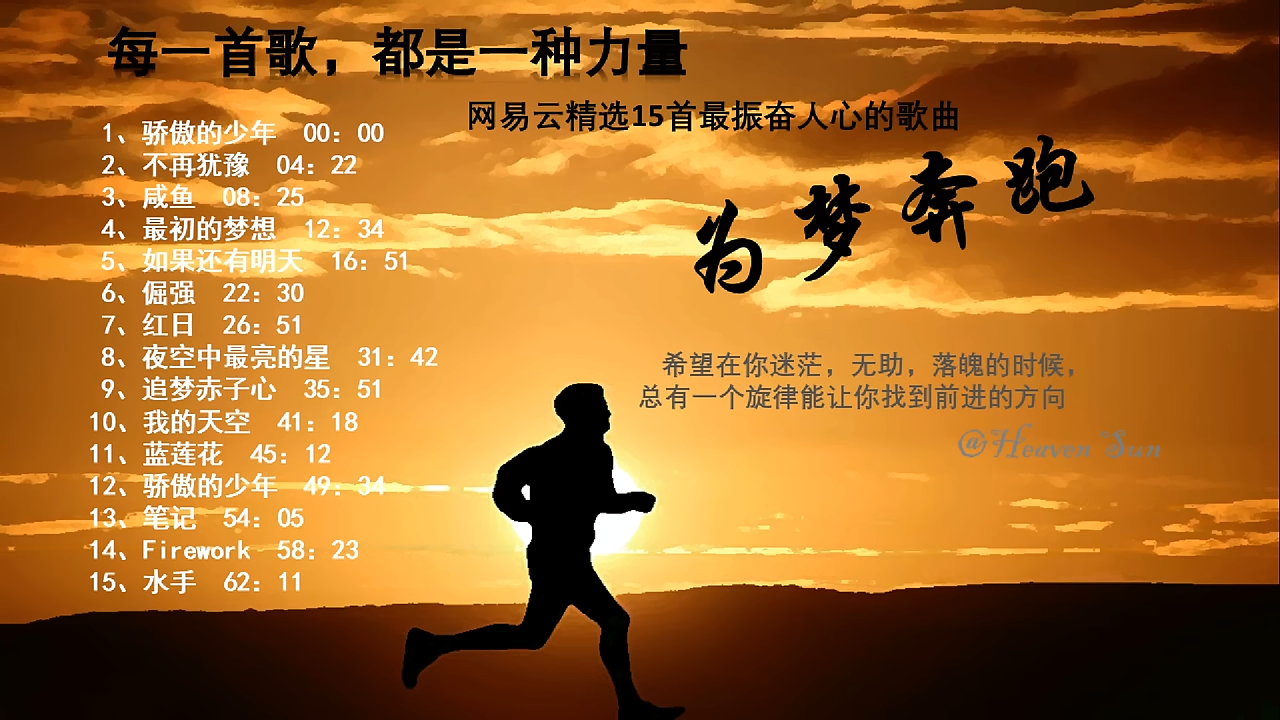 每一首歌，都是一种力量
网易云精选15首最振奋人心的歌曲
为梦奔跑
1、骄傲的少年 00：00
2、不再犹豫 04：22
3、咸鱼 08：25
4、最初的梦想 12：34
5、如果还有明天 16：51
6、倔强 22：30
7、红日 26：51
8、夜空中最亮的星 31：42
9、追梦赤子心 35：51
10、我的天空 41：18
11、蓝莲花 45：12
12、骄傲的少年 49：34
13、笔记 54：05
14、Firework 58：23
15、水手 62：11
希望在你迷茫，无助，落魄的时候，
总有一个旋律能让你找到前进的方向
@Heaven Sun